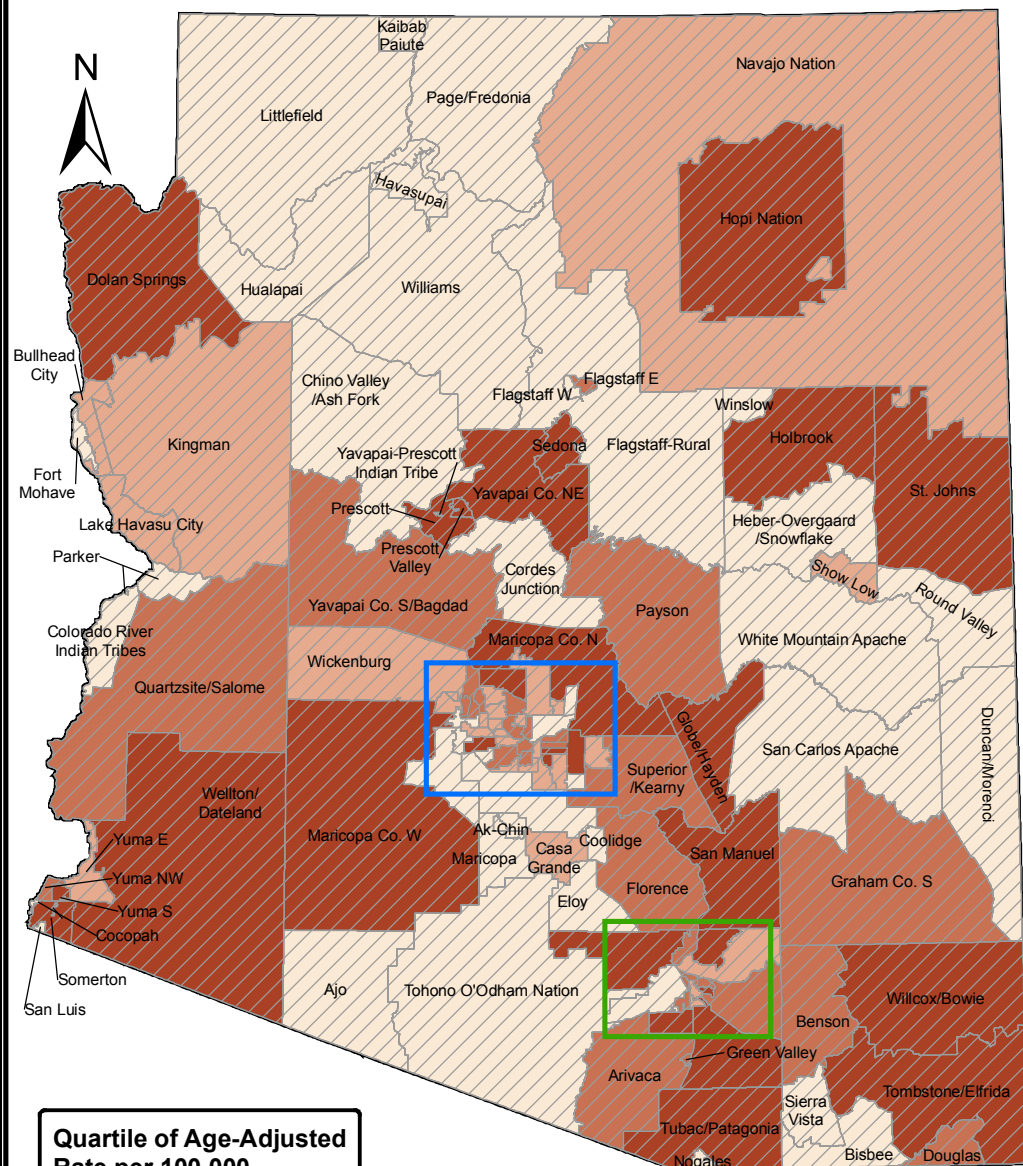 Kaibab
Paiute
N
Navajo Nation
Page/Fredonia
Littlefield
Havasupai
Hopi Nation
Dolan Springs
Hualapai
Williams
Bullhead
City
Flagstaff E
Chino Valley
/Ash Fork
Flagstaff W
Winslow
Kingman
Sedona
Flagstaff-Rural
Holbrook
Yavapai-Prescott
Indian Tribe
Fort
Mohave
Yavapai Co. NE
St. Johns
Prescott
Lake Havasu City
Heber-Overgaard
/Snowflake
Parker
Prescott
Valley
Cordes
Junction
Show Low
Round Valley
Yavapai Co. S/Bagdad
Payson
Colorado River
Indian Tribes
Maricopa Co. N
White Mountain Apache
Wickenburg
Quartzsite/Salome
Globe/Hayden
Duncan/Morenci
San Carlos Apache
Superior
/Kearny
Wellton/
Dateland
Maricopa Co. W
Ak-Chin
Yuma E
Maricopa
Casa
Grande
Coolidge
San Manuel
Yuma NW
Florence
Graham Co. S
Eloy
Yuma S
Cocopah
Somerton
Ajo
Tohono O'Odham Nation
San Luis
Willcox/Bowie
Benson
Green Valley
Arivaca
Tombstone/Elfrida
Sierra
Vista
Tubac/Patagonia
Quartile of Age-Adjusted
Rate per 100,000
Nogales
Bisbee
Douglas